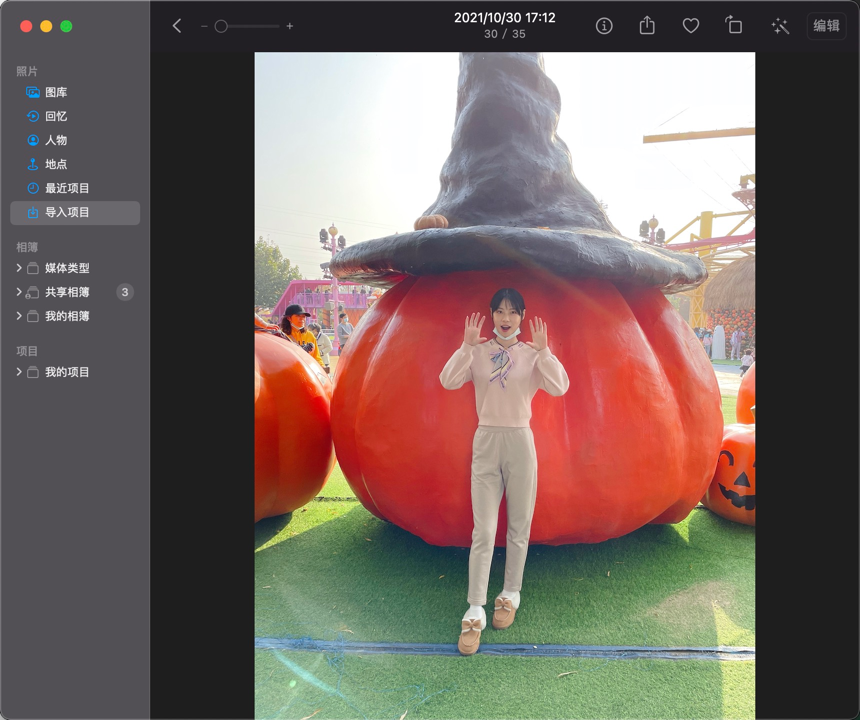 2021/10/30 17:12
30 / 35
编辑
照片
图库
回忆
人物
地点
最近项目
导入项目
相簿
媒体类型
共享相簿 3
我的相簿
项目
我的项目